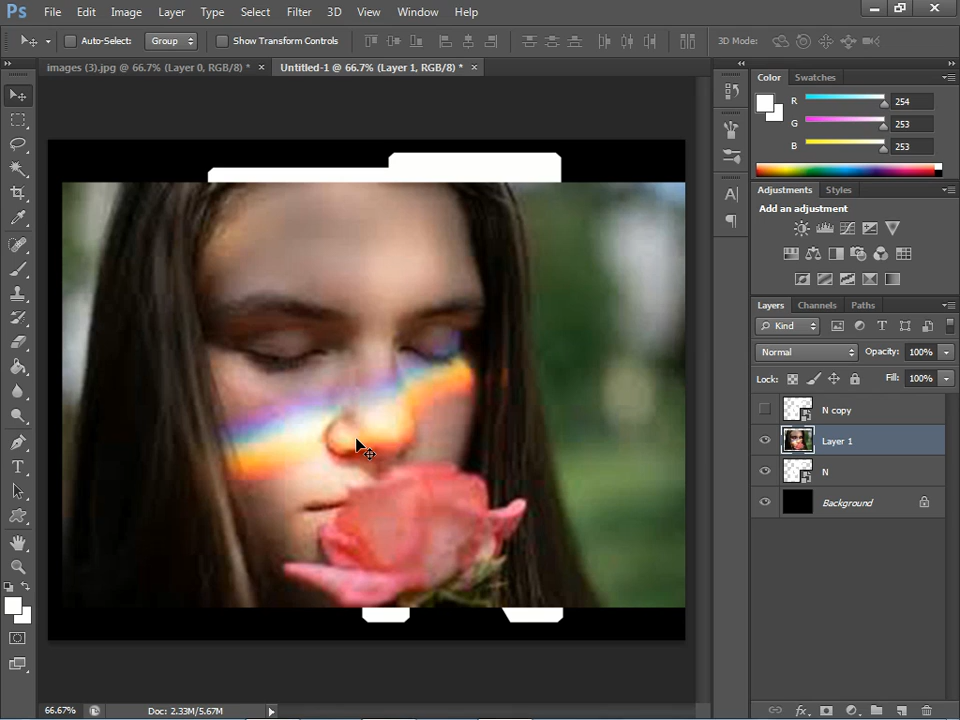 Ps File Edit Image Layer Type Select Filter 3D View Window Help
Auto-Select: Group Show Transform Controls 3D Mode:
images (3).jpg @ 66.7% (Layer 0, RGB/8) * × Untitled-1 @ 66.7% (Layer 1, RGB/8) * ×
Color Swatches
R 254
G 253
B 253
Adjustments Styles
Add an adjustment
Layers Channels Paths
Kind
Normal Opacity: 100%
Lock: Fill: 100%
N copy
Layer 1
N
Background
66.67% Doc: 2.33M/5.67M